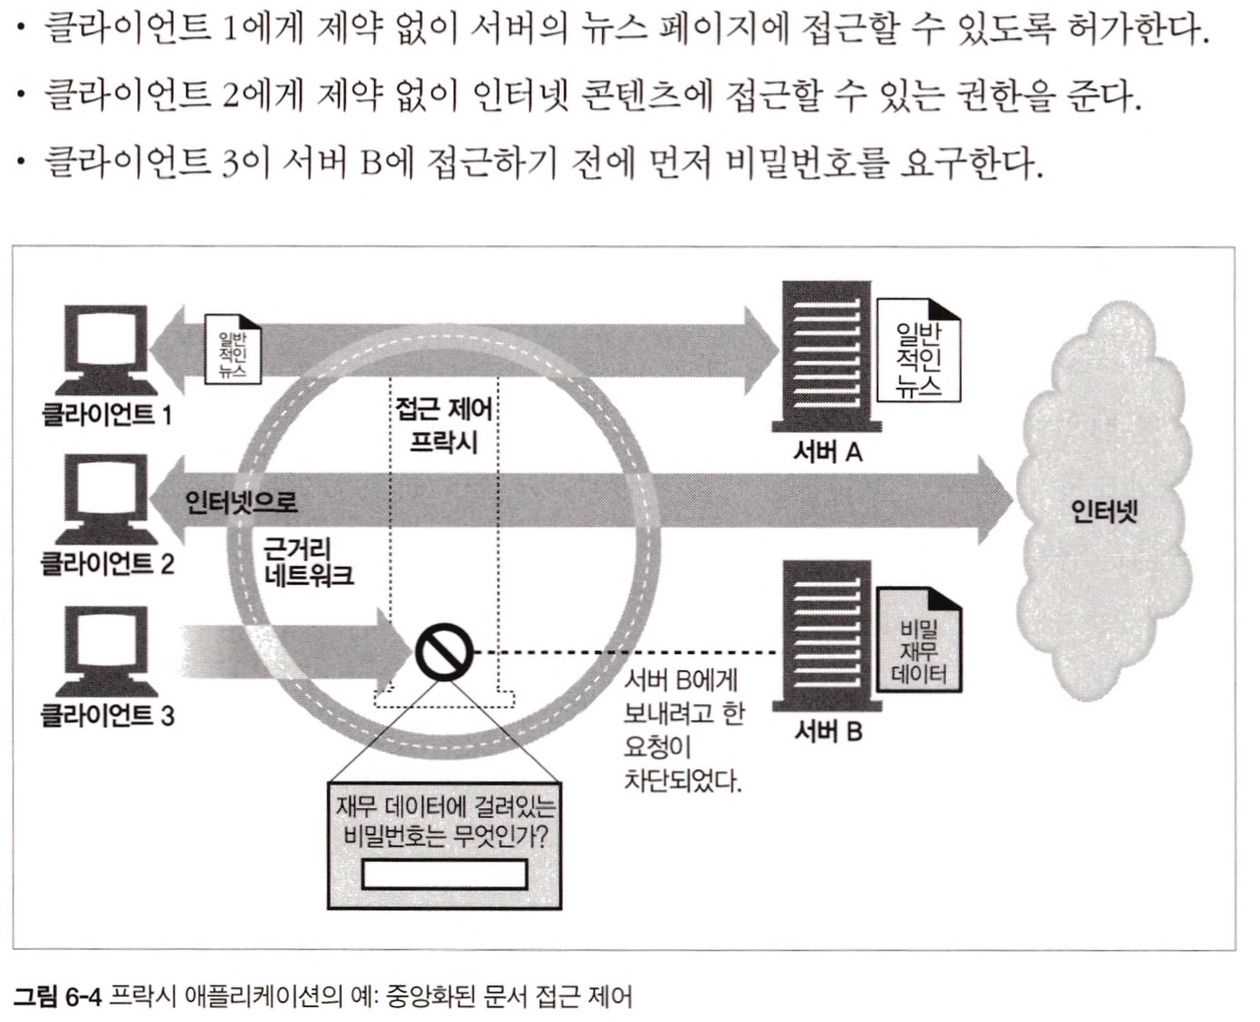 • 클라이언트 1에게 제약 없이 서버의 뉴스 페이지에 접근할 수 있도록 허가한다.
• 클라이언트 2에게 제약 없이 인터넷 콘텐츠에 접근할 수 있는 권한을 준다.
• 클라이언트 3이 서버 B에 접근하기 전에 먼저 비밀번호를 요구한다.
일반
적인
뉴스
일반
적인
뉴스
클라이언트 1
접근 제어
프락시
서버 A
인터넷으로
인터넷
클라이언트 2
근거리
네트워크
비밀
재무
데이터
클라이언트 3
서버 B에게
보내려고 한
요청이
차단되었다.
서버 B
재무 데이터에 걸려있는
비밀번호는 무엇인가?
그림 6-4 프락시 애플리케이션의 예: 중앙화된 문서 접근 제어